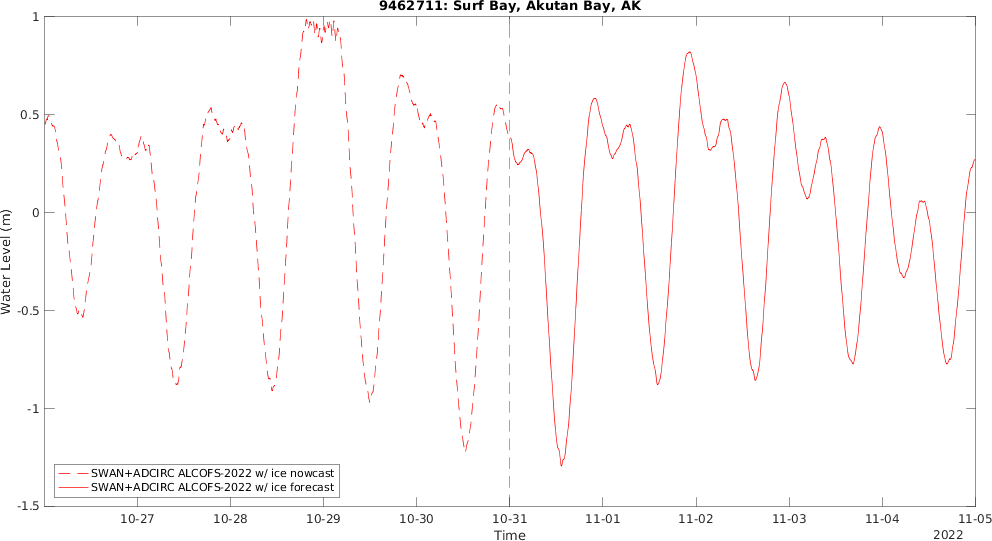 9462711: Surf Bay, Akutan Bay, AK
Water Level (m)
1
0.5
0
-0.5
-1
-1.5
SWAN+ADCIRC ALCOFS-2022 w/ ice nowcast
SWAN+ADCIRC ALCOFS-2022 w/ ice forecast
10-27 10-28 10-29 10-30 10-31 11-01 11-02 11-03 11-04 11-05
Time
2022